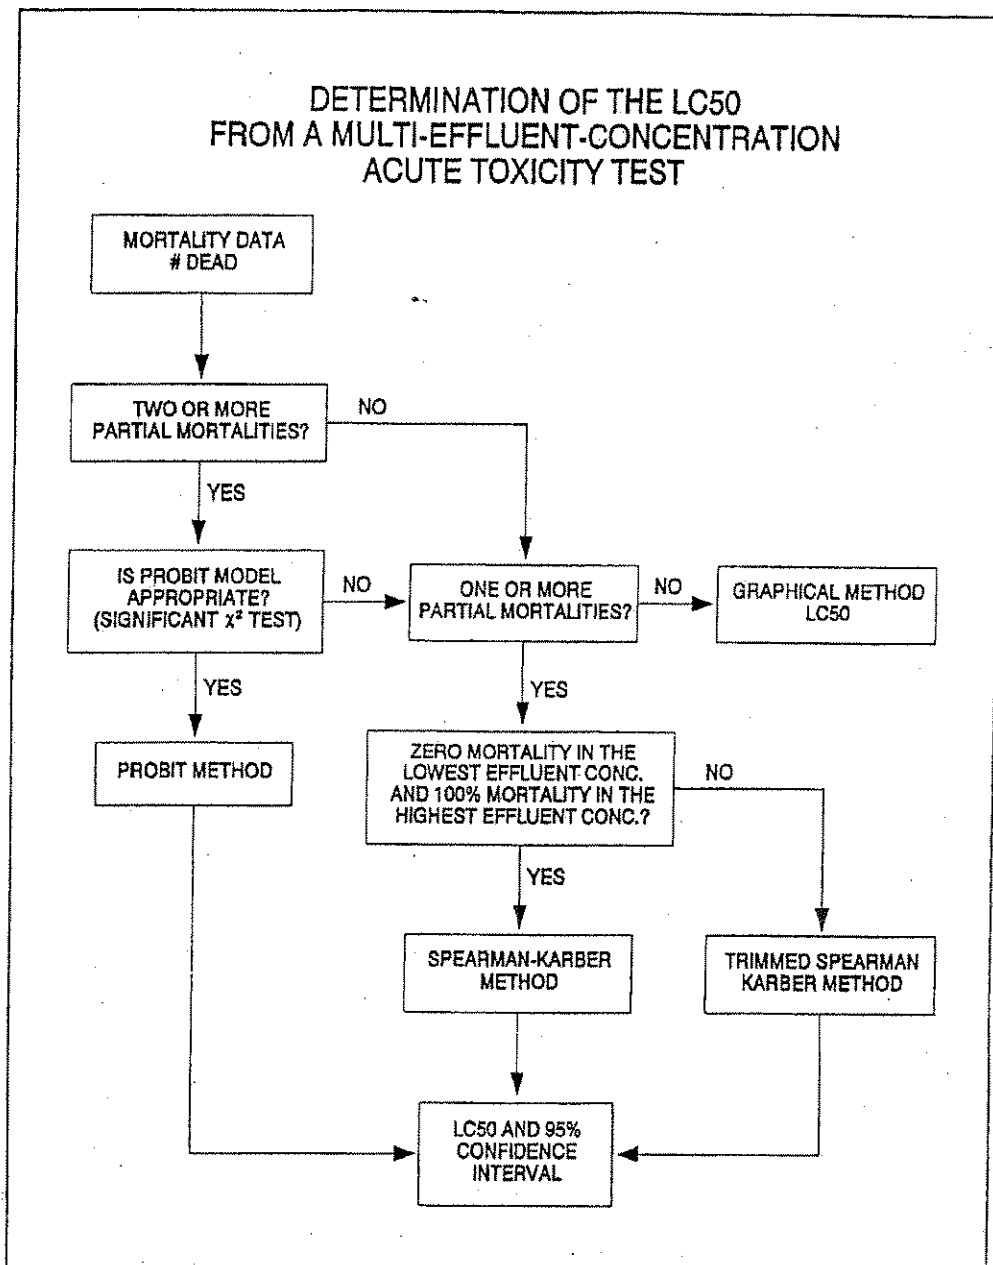 DETERMINATION OF THE LC50
FROM A MULTI-EFFLUENT-CONCENTRATION
ACUTE TOXICITY TEST
MORTALITY DATA
# DEAD
TWO OR MORE
PARTIAL MORTALITIES?
NO
YES
IS PROBIT MODEL
APPROPRIATE?
(SIGNIFICANT χ² TEST)
NO
ONE OR MORE
PARTIAL MORTALITIES?
NO
GRAPHICAL METHOD
LC50
YES
YES
PROBIT METHOD
ZERO MORTALITY IN THE
LOWEST EFFLUENT CONC.
AND 100% MORTALITY IN THE
HIGHEST EFFLUENT CONC.?
NO
YES
SPEARMAN-KARBER
METHOD
TRIMMED SPEARMAN
KARBER METHOD
LC50 AND 95%
CONFIDENCE
INTERVAL